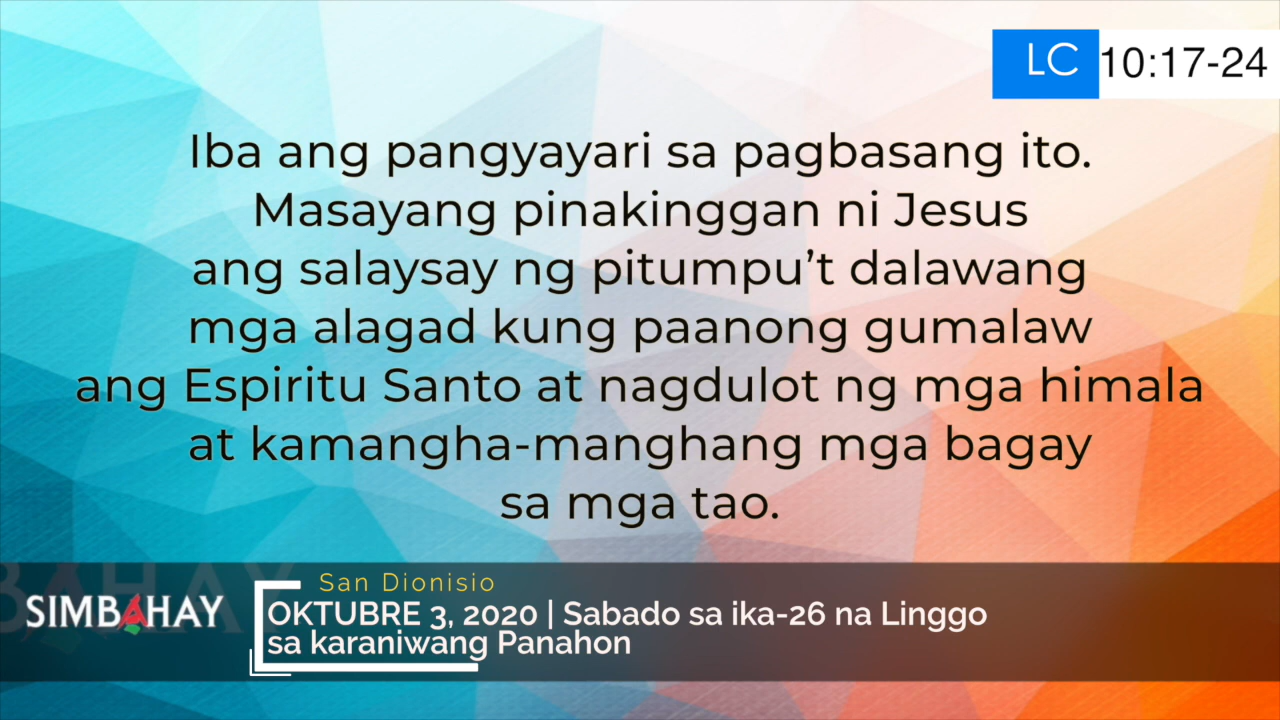 LC 10:17-24
Iba ang pangyayari sa pagbasang ito.
Masayang pinakinggan ni Jesus
ang salaysay ng pitumpu’t dalawang
mga alagad kung paanong gumalaw
ang Espiritu Santo at nagdulot ng mga himala
at kamangha-manghang mga bagay
sa mga tao.
San Dionisio
SIMBAHAY
OKTUBRE 3, 2020 | Sabado sa ika-26 na Linggo
sa karaniwang Panahon